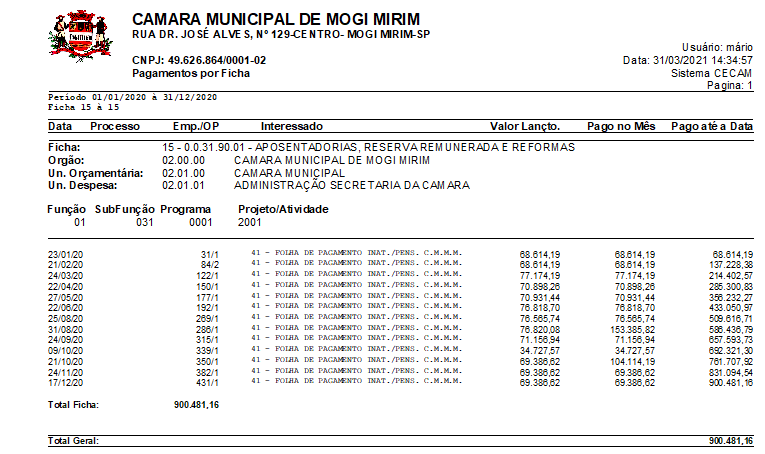 CAMARA MUNICIPAL DE MOGI MIRIM
RUA DR. JOSÉ ALVES, Nº 129-CENTRO- MOGI MIRIM-SP
CNPJ: 49.626.864/0001-02
Pagamentos por Ficha
Usuário: mário
Data: 31/03/2021 14:34:57
Sistema CECAM
Pagina: 1
Periodo 01/01/2020 à 31/12/2020
Ficha 15 à 15
Data Processo Emp./OP Interessado Valor Lançto. Pago no Mês Pago até a Data
Ficha: 15 - 0.0.31.90.01 - APOSENTADORIAS, RESERVA REMUNERADA E REFORMAS
Orgão: 02.00.00 CAMARA MUNICIPAL DE MOGI MIRIM
Un. Orçamentária: 02.01.00 CAMARA MUNICIPAL
Un. Despesa: 02.01.01 ADMINISTRAÇÃO SECRETARIA DA CAMARA
Função SubFunção Programa Projeto/Atividade
01 031 0001 2001
23/01/20 31/1 41 - FOLHA DE PAGAMENTO INAT./PENS. C.M.M.M. 68.614,19 68.614,19 68.614,19
21/02/20 84/2 41 - FOLHA DE PAGAMENTO INAT./PENS. C.M.M.M. 68.614,19 68.614,19 137.228,38
24/03/20 122/1 41 - FOLHA DE PAGAMENTO INAT./PENS. C.M.M.M. 77.174,19 77.174,19 214.402,57
22/04/20 150/1 41 - FOLHA DE PAGAMENTO INAT./PENS. C.M.M.M. 70.898,26 70.898,26 285.300,83
27/05/20 177/1 41 - FOLHA DE PAGAMENTO INAT./PENS. C.M.M.M. 70.931,44 70.931,44 356.232,27
22/06/20 192/1 41 - FOLHA DE PAGAMENTO INAT./PENS. C.M.M.M. 76.818,70 76.818,70 433.050,97
25/08/20 269/1 41 - FOLHA DE PAGAMENTO INAT./PENS. C.M.M.M. 76.565,74 76.565,74 509.616,71
31/08/20 286/1 41 - FOLHA DE PAGAMENTO INAT./PENS. C.M.M.M. 76.820,08 153.385,82 586.436,79
24/09/20 315/1 41 - FOLHA DE PAGAMENTO INAT./PENS. C.M.M.M. 71.156,94 71.156,94 657.593,73
09/10/20 339/1 41 - FOLHA DE PAGAMENTO INAT./PENS. C.M.M.M. 34.727,57 34.727,57 692.321,30
21/10/20 350/1 41 - FOLHA DE PAGAMENTO INAT./PENS. C.M.M.M. 69.386,62 104.114,19 761.707,92
24/11/20 382/1 41 - FOLHA DE PAGAMENTO INAT./PENS. C.M.M.M. 69.386,62 69.386,62 831.094,54
17/12/20 431/1 41 - FOLHA DE PAGAMENTO INAT./PENS. C.M.M.M. 69.386,62 69.386,62 900.481,16
Total Ficha: 900.481,16
Total Geral: 900.481,16